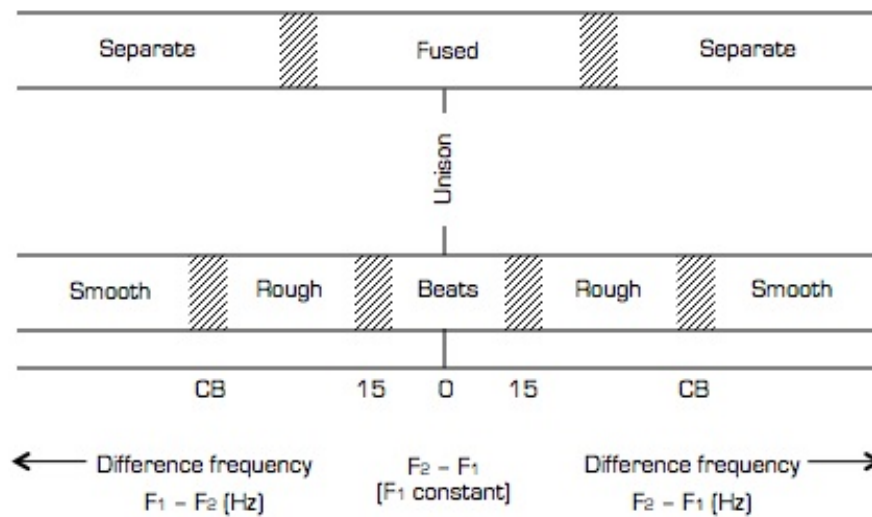 Separate Fused Separate
Unison
Smooth Rough Beats Rough Smooth
CB 15 0 15 CB
Difference frequency F₂ – F₁ Difference frequency
F₁ – F₂ (Hz) [F₁ constant] F₂ – F₁ (Hz)